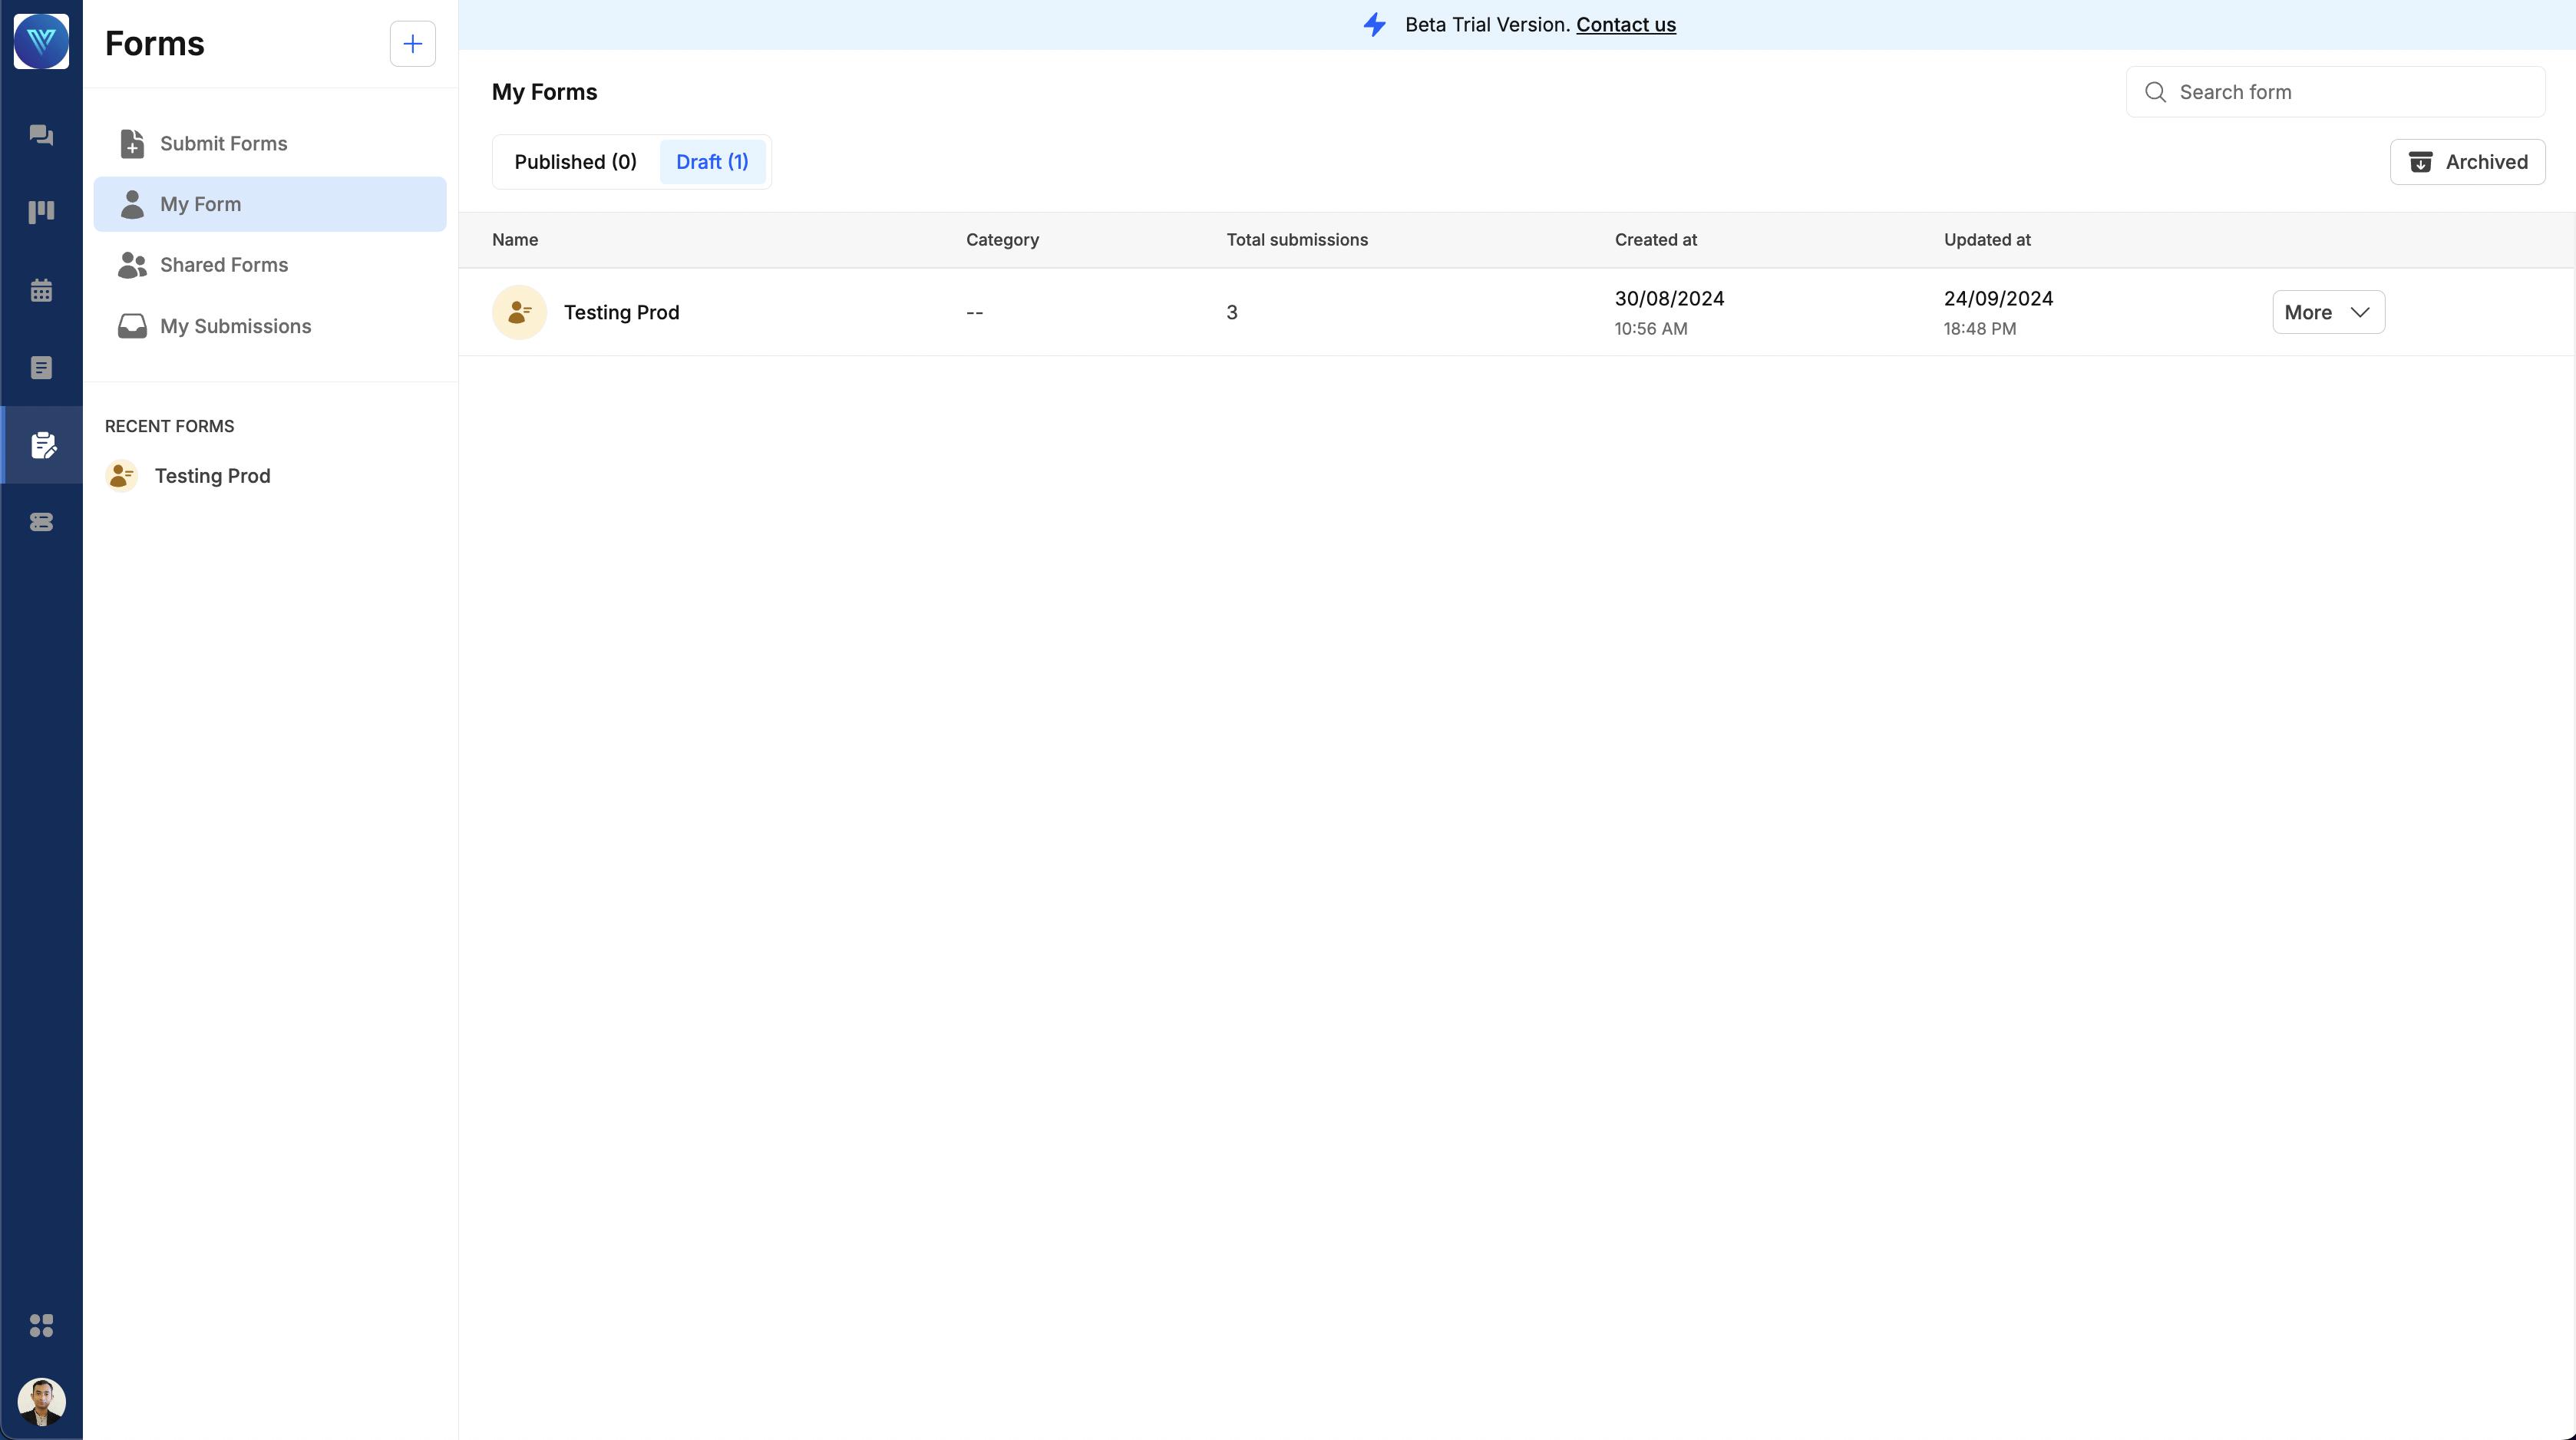 Forms
Submit Forms
My Form
Shared Forms
My Submissions
RECENT FORMS
Testing Prod
Beta Trial Version. Contact us
My Forms
Search form
Published (0)
Draft (1)
Archived
Name
Category
Total submissions
Created at
Updated at
Testing Prod
--
3
30/08/2024
10:56 AM
24/09/2024
18:48 PM
More